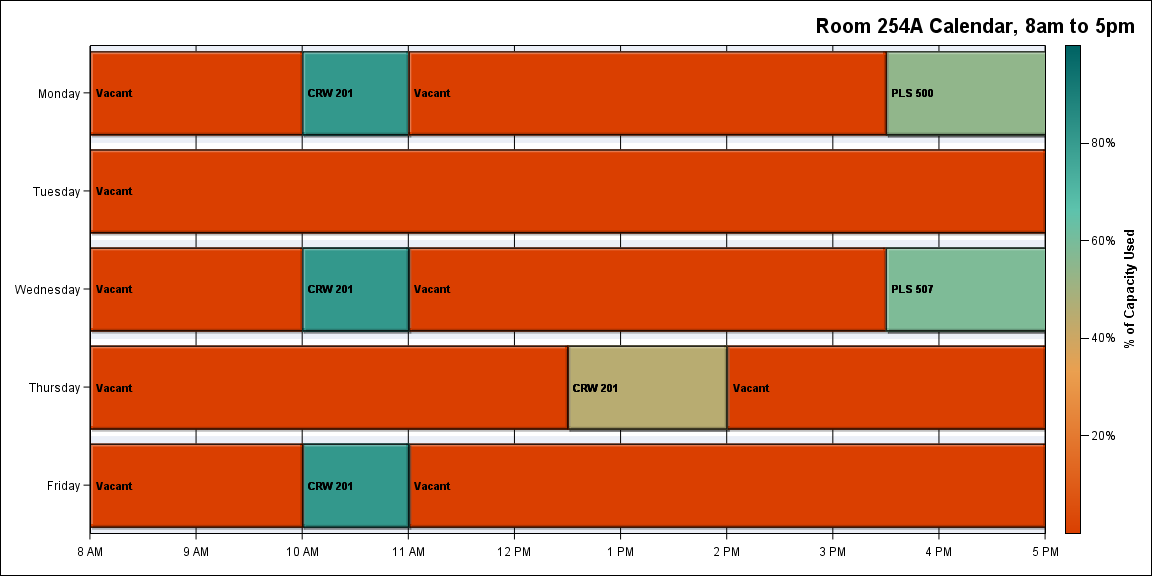 Room 254A Calendar, 8am to 5pm
Monday
Vacant
CRW 201
Vacant
PLS 500
Tuesday
Vacant
Wednesday
Vacant
CRW 201
Vacant
PLS 507
Thursday
Vacant
CRW 201
Vacant
Friday
Vacant
CRW 201
Vacant
8 AM
9 AM
10 AM
11 AM
12 PM
1 PM
2 PM
3 PM
4 PM
5 PM
80%
60%
40%
20%
% of Capacity Used